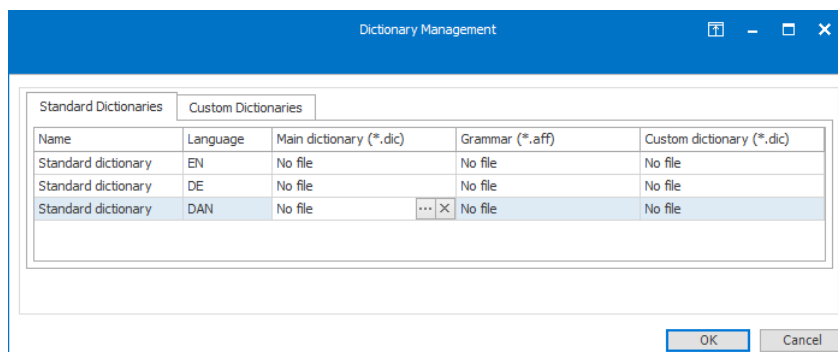 Dictionary Management
Standard Dictionaries Custom Dictionaries
Name Language Main dictionary (*.dic) Grammar (*.aff) Custom dictionary (*.dic)
Standard dictionary EN No file No file No file
Standard dictionary DE No file No file No file
Standard dictionary DAN No file ... No file No file
OK Cancel